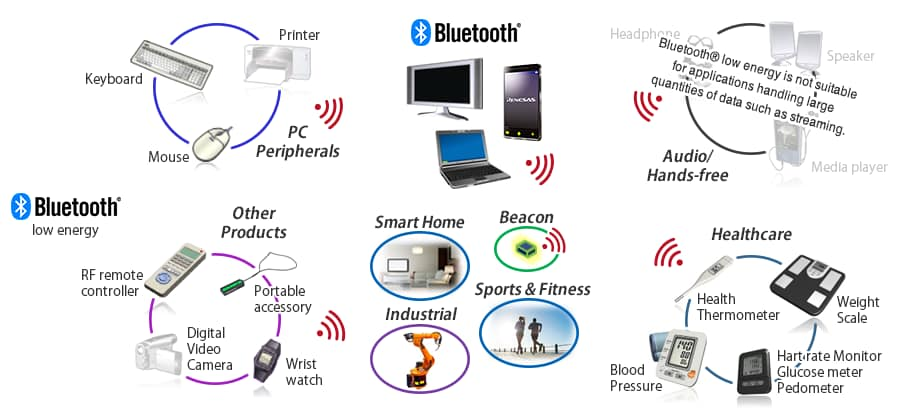 Printer
Keyboard
Mouse
PC
Peripherals
Bluetooth®
RENESAS
Headphone
Speaker
Bluetooth® low energy is not suitable
for applications handling large
quantities of data such as streaming.
Media player
Audio/
Hands-free
Bluetooth®
low energy
Other
Products
RF remote
controller
Portable
accessory
Digital
Video
Camera
Wrist
watch
Smart Home
Beacon
Industrial
Sports & Fitness
Healthcare
Health
Thermometer
Weight
Scale
Blood
Pressure
Hart rate Monitor
Glucose meter
Pedometer